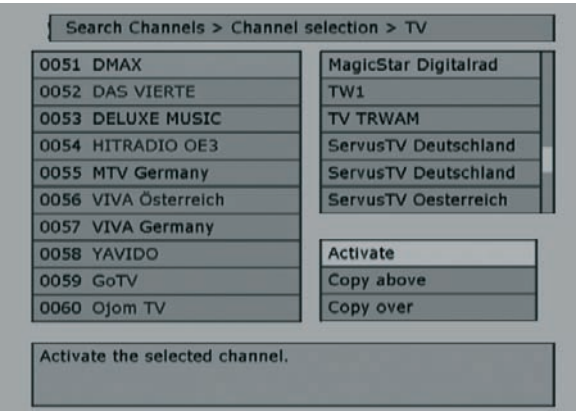 Search Channels > Channel selection > TV
0051 DMAX
0052 DAS VIERTE
0053 DELUXE MUSIC
0054 HITRADIO OE3
0055 MTV Germany
0056 VIVA Österreich
0057 VIVA Germany
0058 YAVIDO
0059 GoTV
0060 Ojom TV
MagicStar Digitalrad
TW1
TV TRWAM
ServusTV Deutschland
ServusTV Deutschland
ServusTV Oesterreich
Activate
Copy above
Copy over
Activate the selected channel.